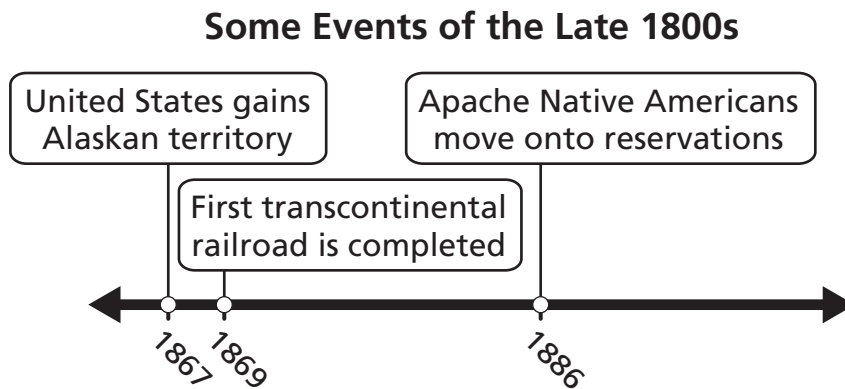 Some Events of the Late 1800s
United States gains
Alaskan territory
Apache Native Americans
move onto reservations
First transcontinental
railroad is completed
1867
1869
1886